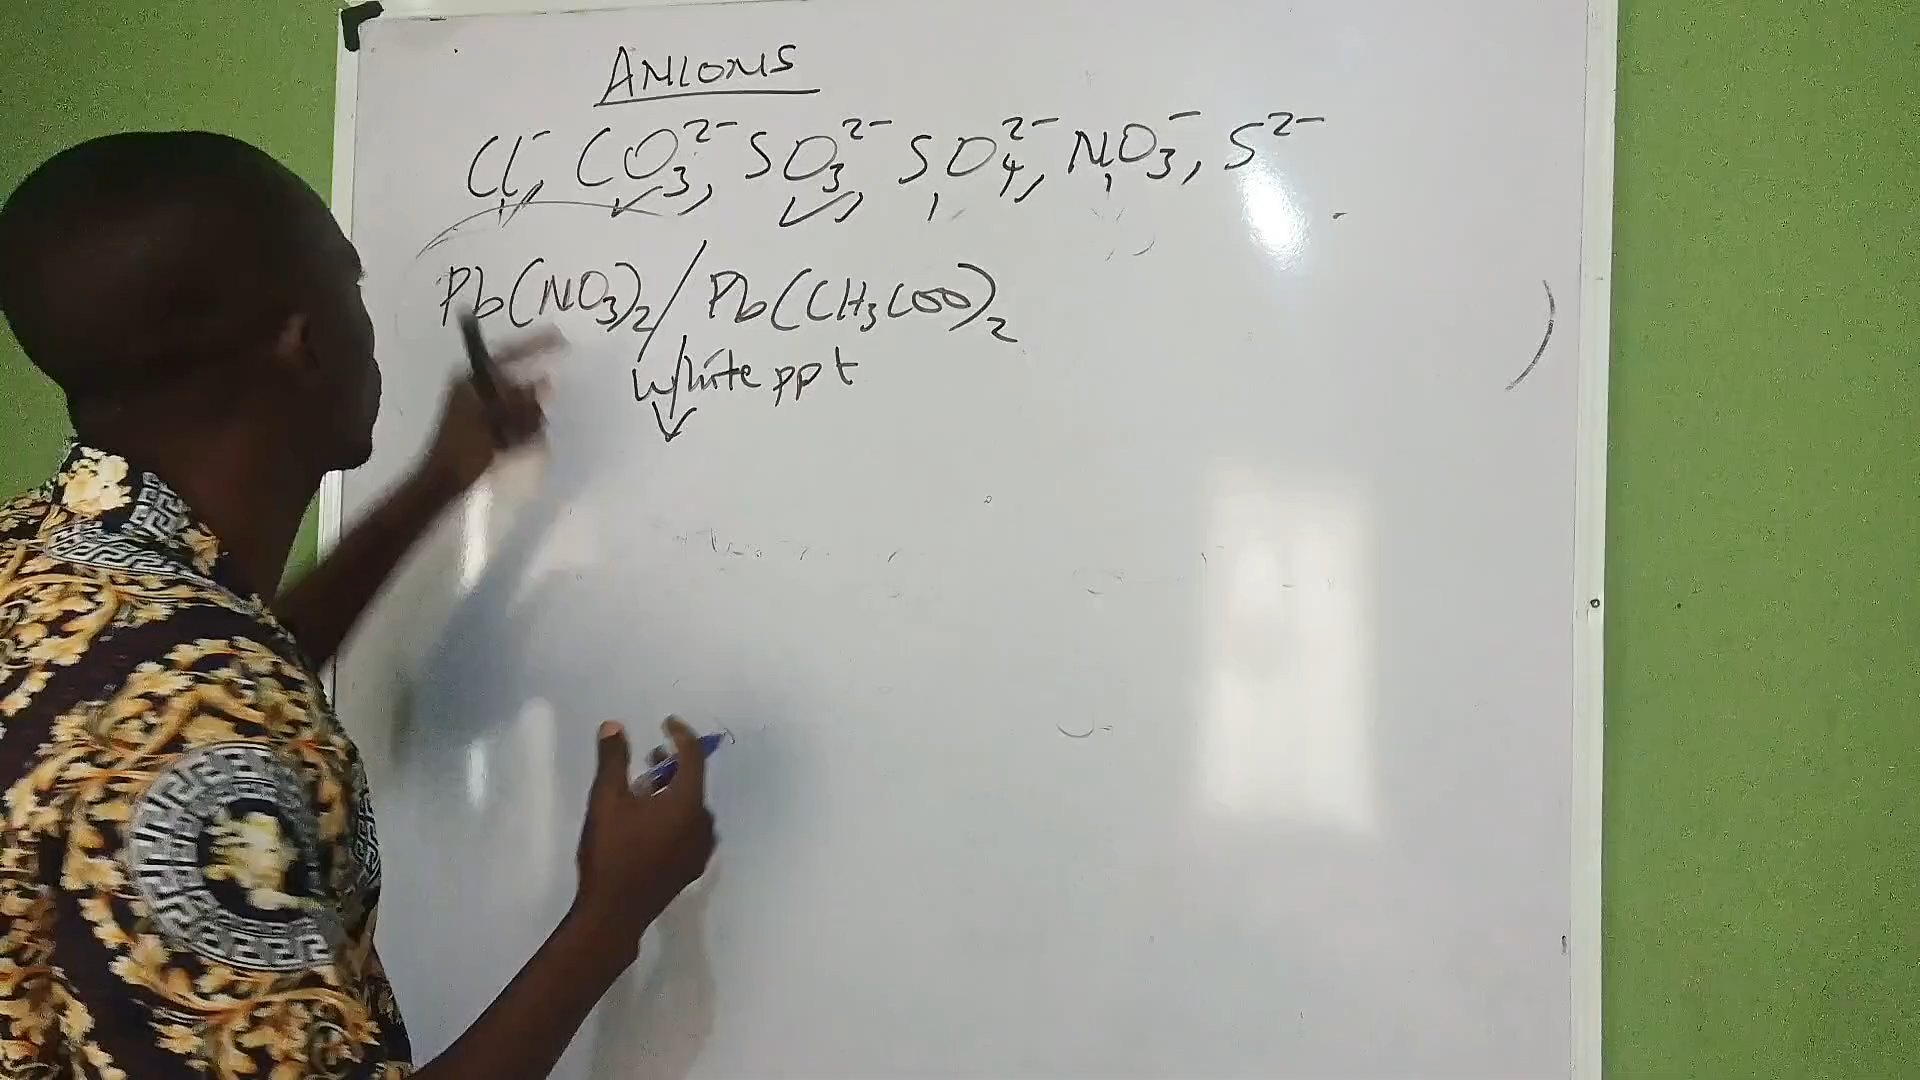 ANIONS
Cl⁻, CO₃²⁻, SO₃²⁻, SO₄²⁻, NO₃⁻, S²⁻
Pb(NO₃)₂/Pb(CH₃COO)₂
white ppt